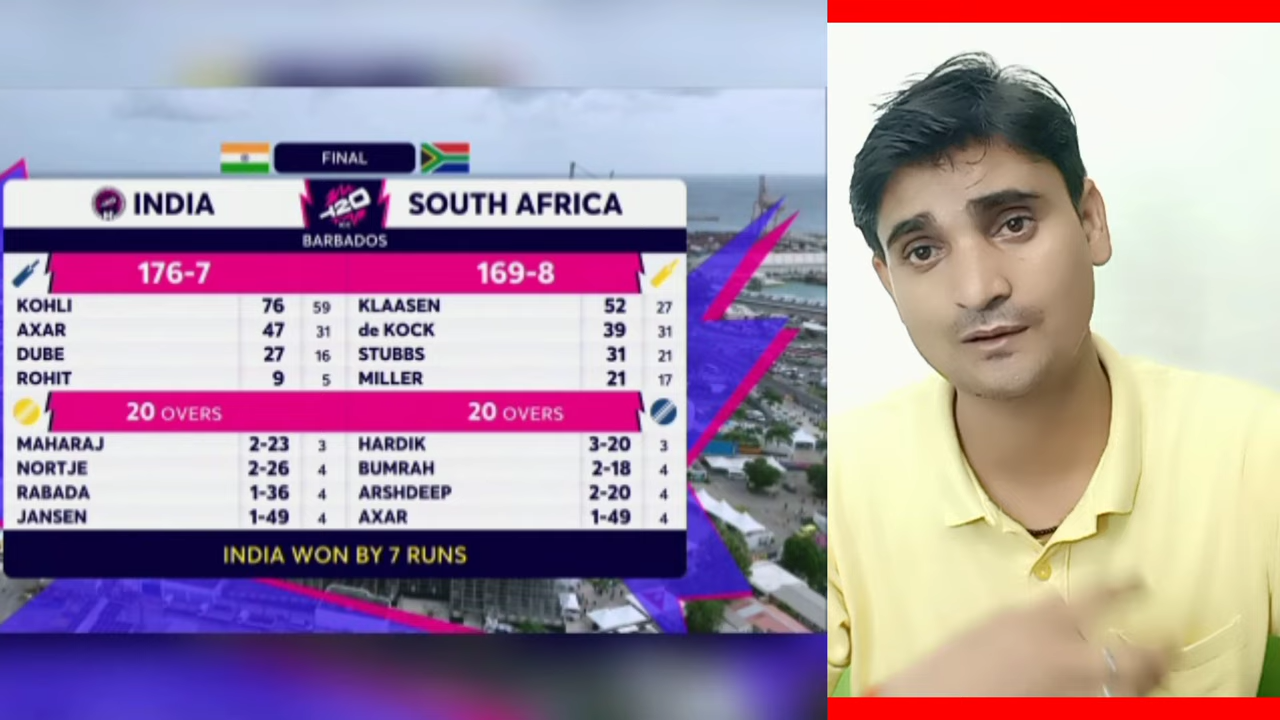 FINAL
INDIA T20 SOUTH AFRICA
BARBADOS
176-7 169-8
KOHLI 76 59 KLAASEN 52 27
AXAR 47 31 de KOCK 39 31
DUBE 27 16 STUBBS 31 21
ROHIT 9 5 MILLER 21 17
20 OVERS 20 OVERS
MAHARAJ 2-23 3 HARDIK 3-20 3
NORTJE 2-26 4 BUMRAH 2-18 4
RABADA 1-36 4 ARSHDEEP 2-20 4
JANSEN 1-49 4 AXAR 1-49 4
INDIA WON BY 7 RUNS